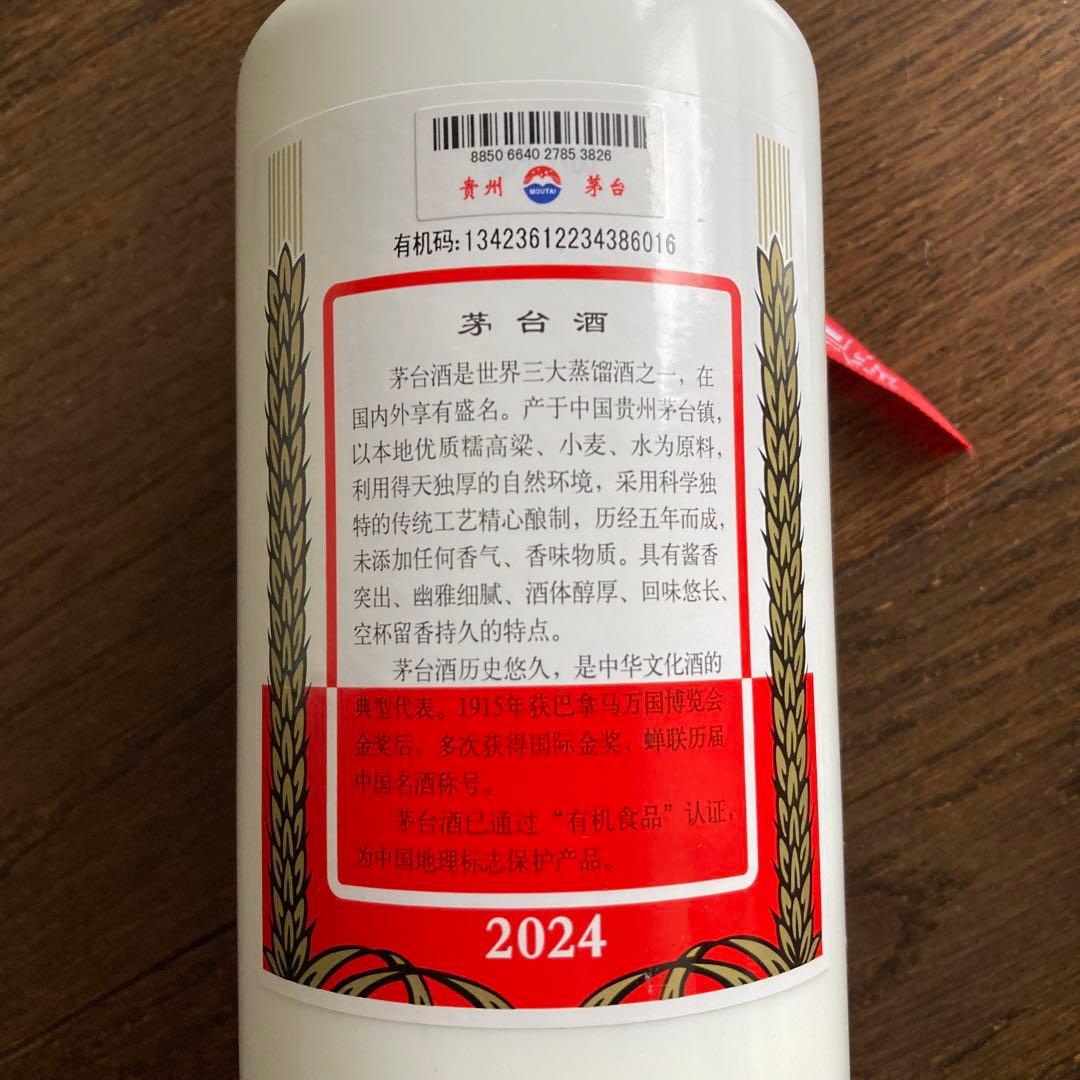 8850 6640 2785 3826
贵州 MOUTAI 茅台
有机码:13423612234386016
茅台酒
茅台酒是世界三大蒸馏酒之一，在
国内外享有盛名。产于中国贵州茅台镇，
以本地优质糯高粱、小麦、水为原料，
利用得天独厚的自然环境，采用科学独
特的传统工艺精心酿制，历经五年而成，
未添加任何香气、香味物质。具有酱香
突出、幽雅细腻、酒体醇厚、回味悠长、
空杯留香持久的特点。
茅台酒历史悠久，是中华文化酒的
典型代表。1915年获巴拿马万国博览会
金奖后，多次获得国际金奖，蝉联历届
中国名酒称号。
茅台酒已通过“有机食品”认证，
为中国地理标志保护产品。
2024